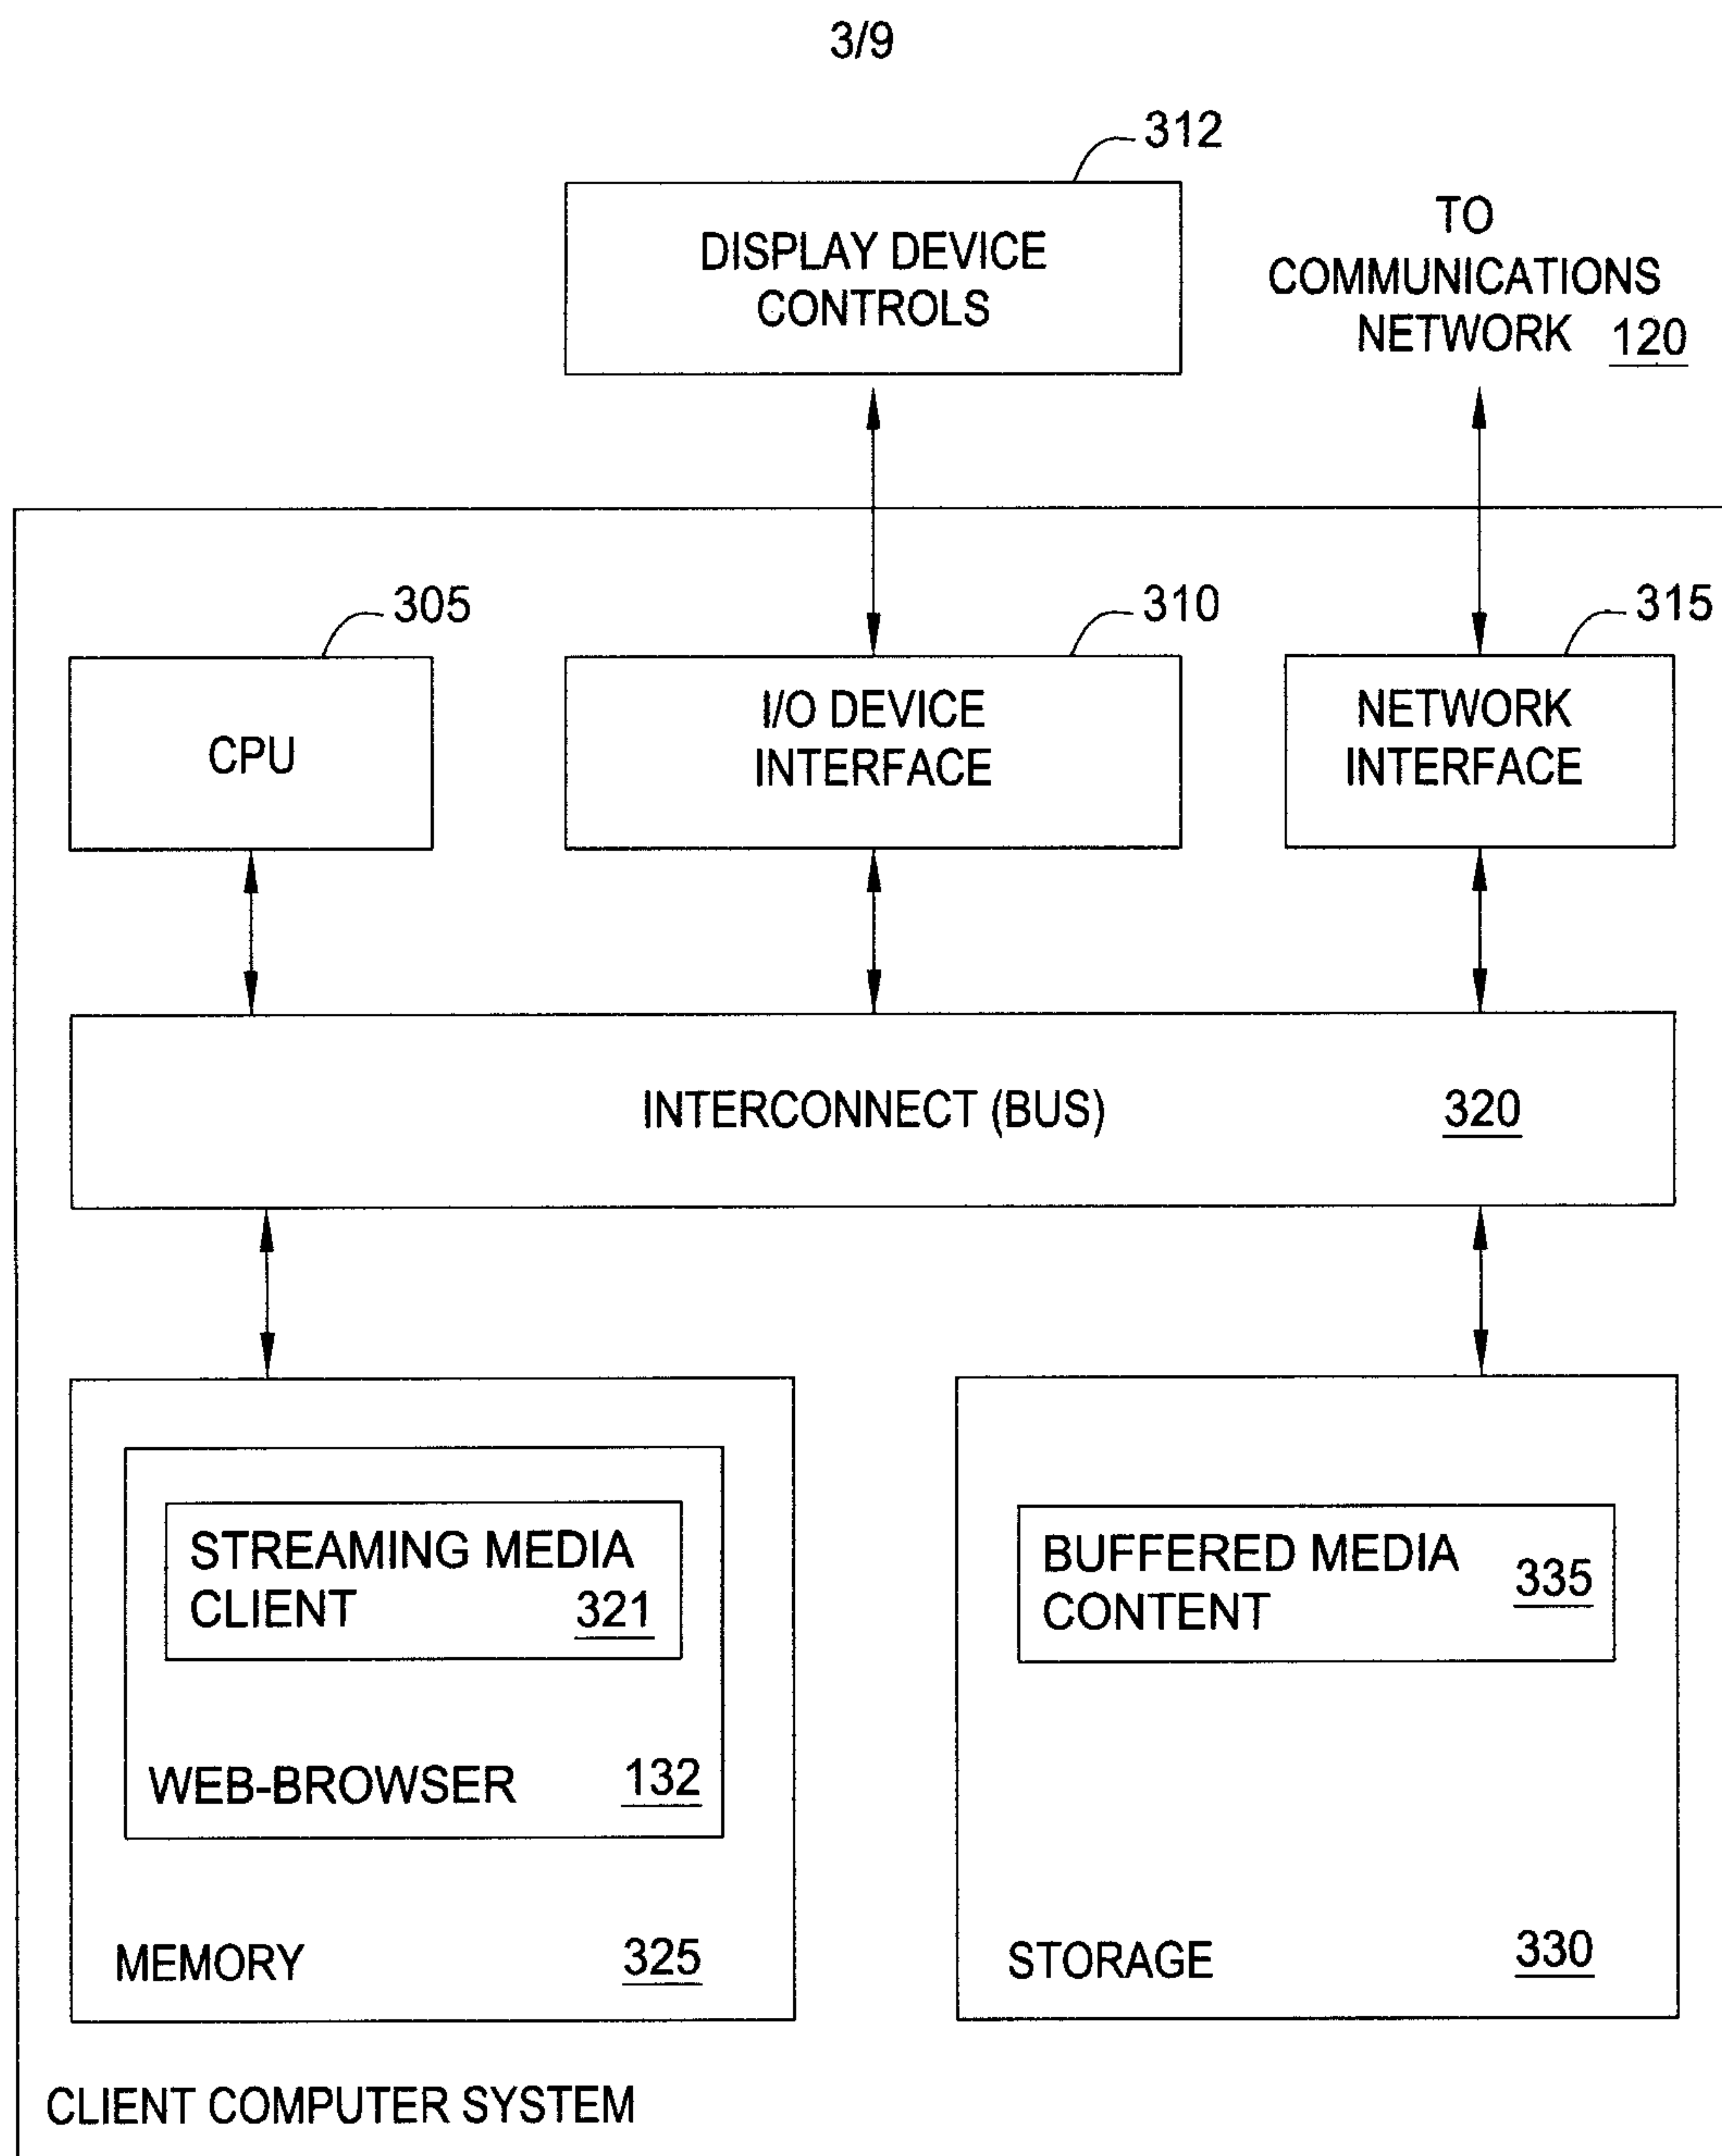 3/9
312
DISPLAY DEVICE
CONTROLS
TO
COMMUNICATIONS
NETWORK 120
305
310
315
CPU
I/O DEVICE
INTERFACE
NETWORK
INTERFACE
INTERCONNECT (BUS) 320
STREAMING MEDIA
CLIENT 321
WEB-BROWSER 132
MEMORY 325
BUFFERED MEDIA
CONTENT 335
STORAGE 330
CLIENT COMPUTER SYSTEM